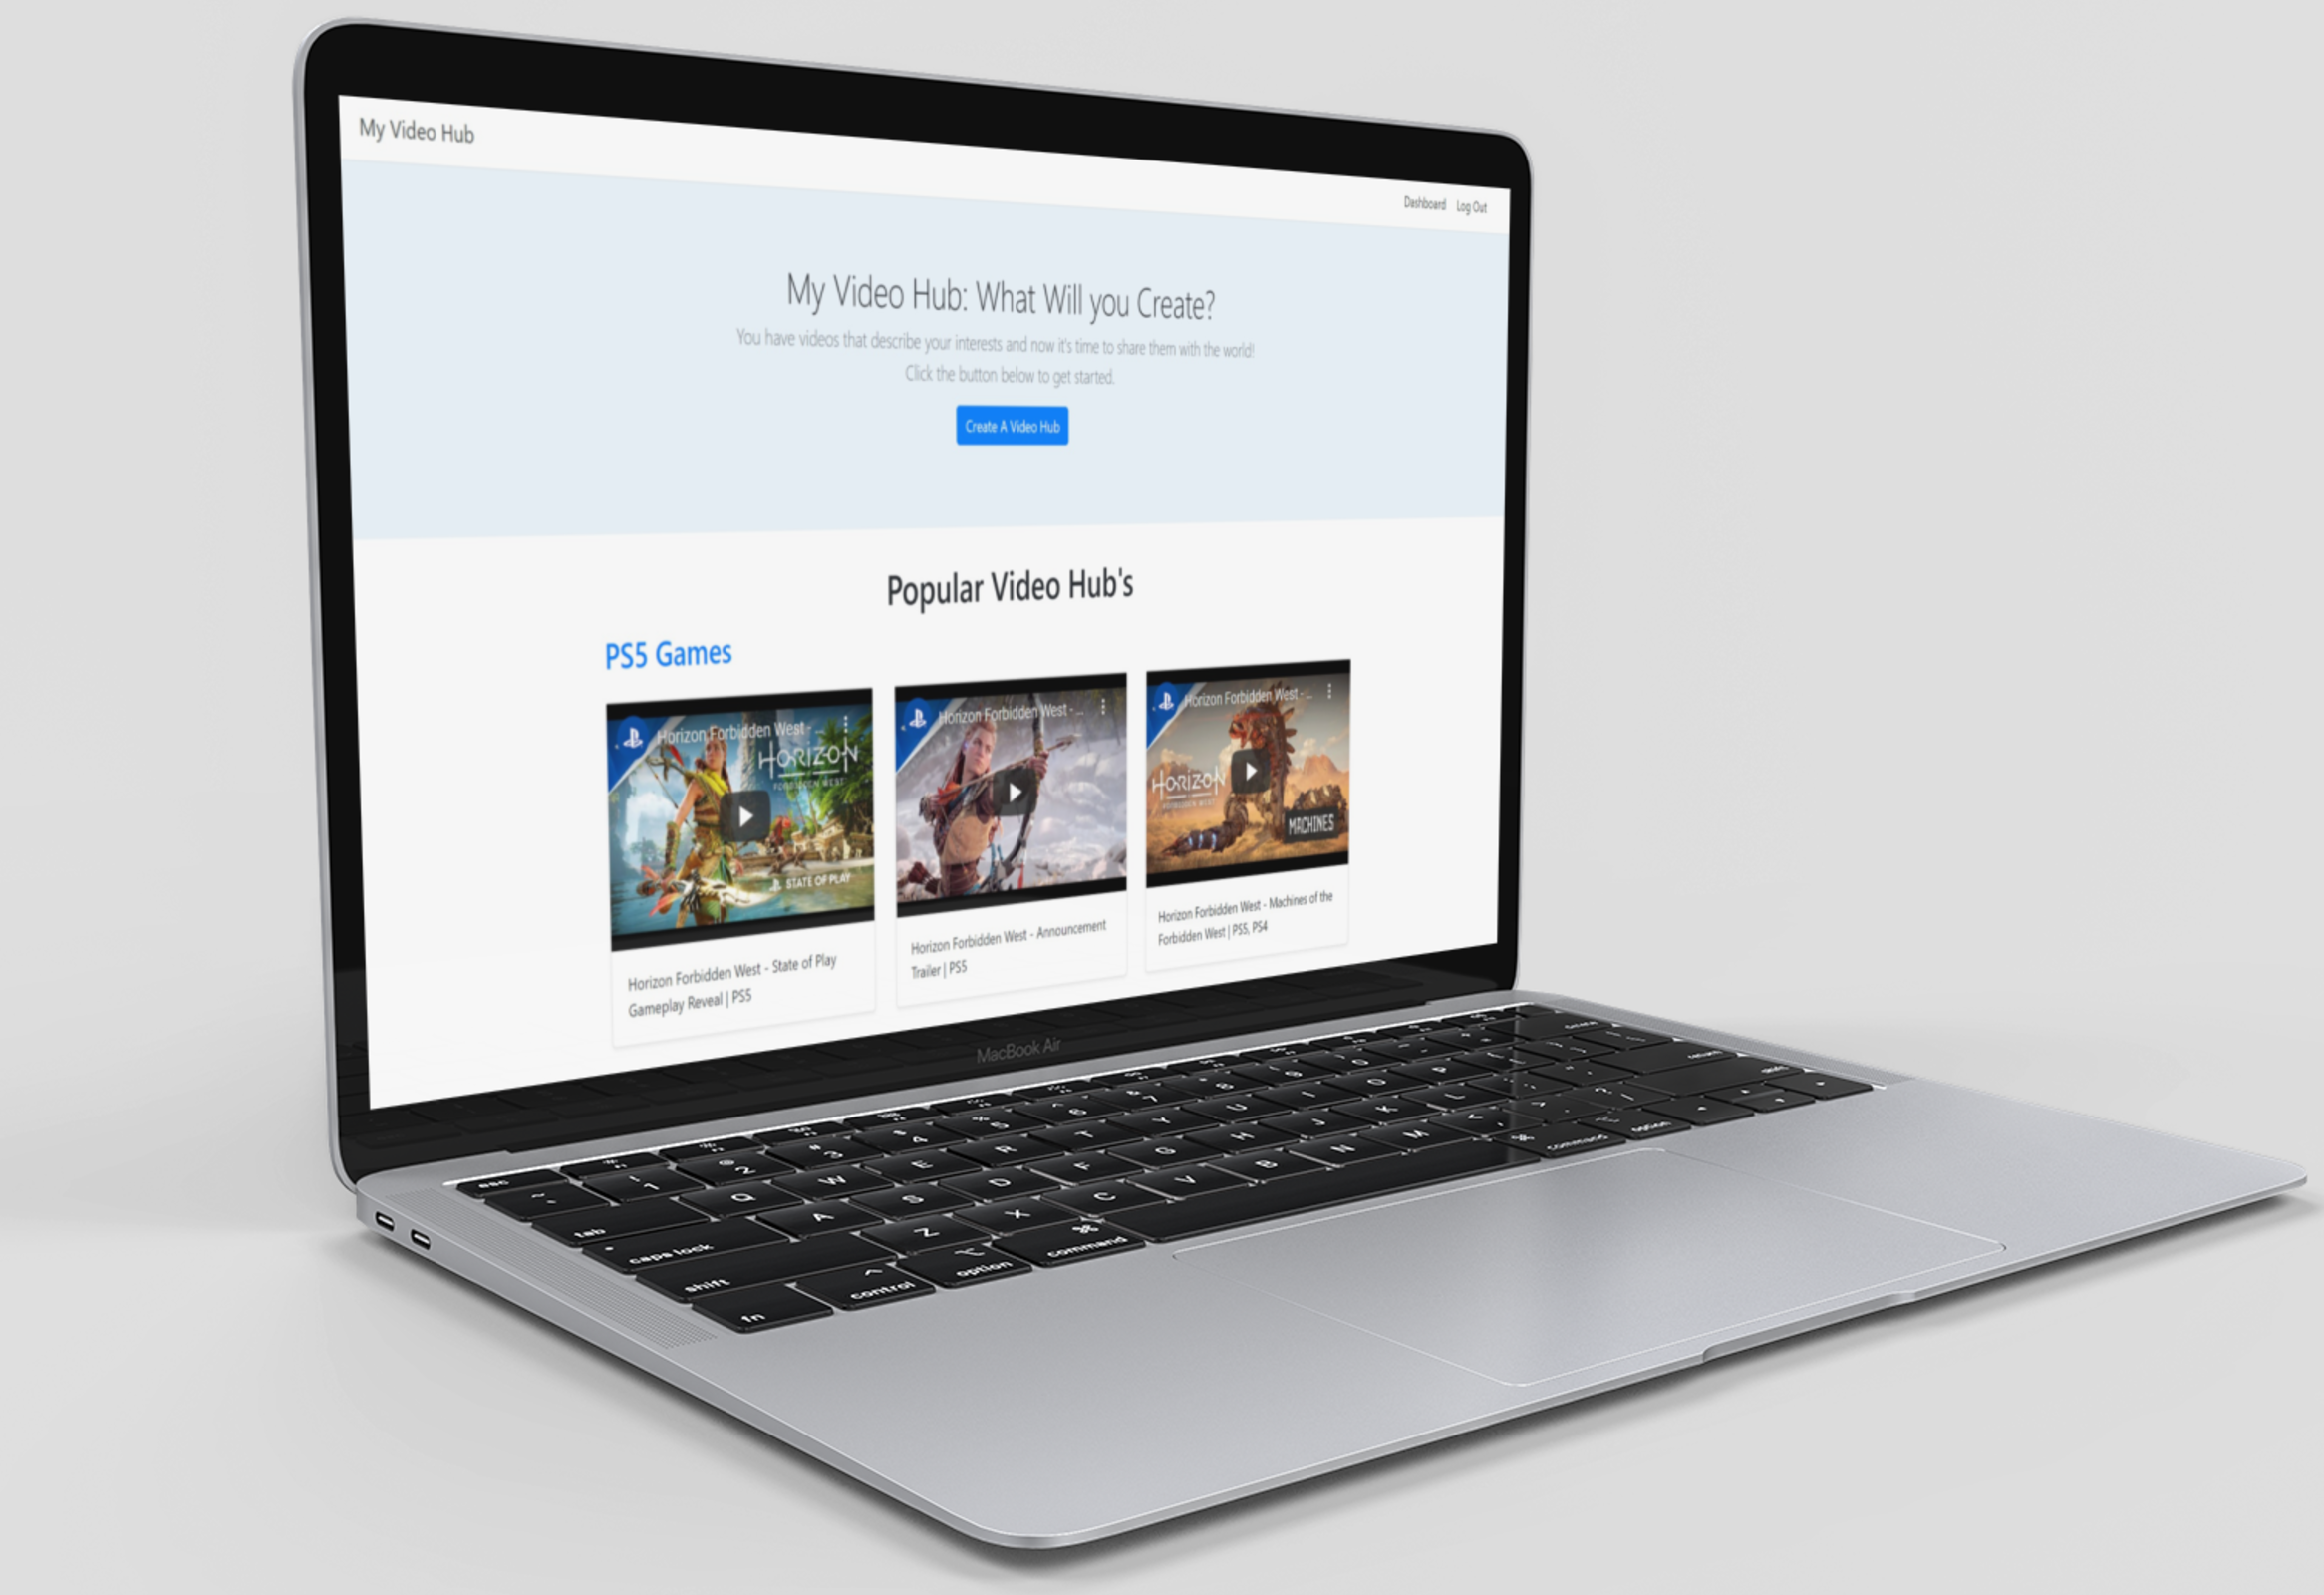 My Video Hub
Dashboard Log Out
My Video Hub: What Will you Create?
You have videos that describe your interests and now it's time to share them with the world!
Click the button below to get started.
Create A Video Hub
Popular Video Hub's
PS5 Games
Horizon Forbidden West - ...
HORIZON
FORBIDDEN WEST
STATE OF PLAY
Horizon Forbidden West - State of Play
Gameplay Reveal | PS5
Horizon Forbidden West - ...
Horizon Forbidden West - Announcement
Trailer | PS5
Horizon Forbidden West - ...
HORIZON
FORBIDDEN WEST
MACHINES
Horizon Forbidden West - Machines of the
Forbidden West | PS5, PS4
MacBook Air
esc
~ ! 1 @ 2 # 3 $ 4 % 5 ^ 6 & 7 * 8
tab Q W E R T Y U I O P
caps lock A S D F G H J K L return
shift Z X C V B N M < ,
fn control option command command option